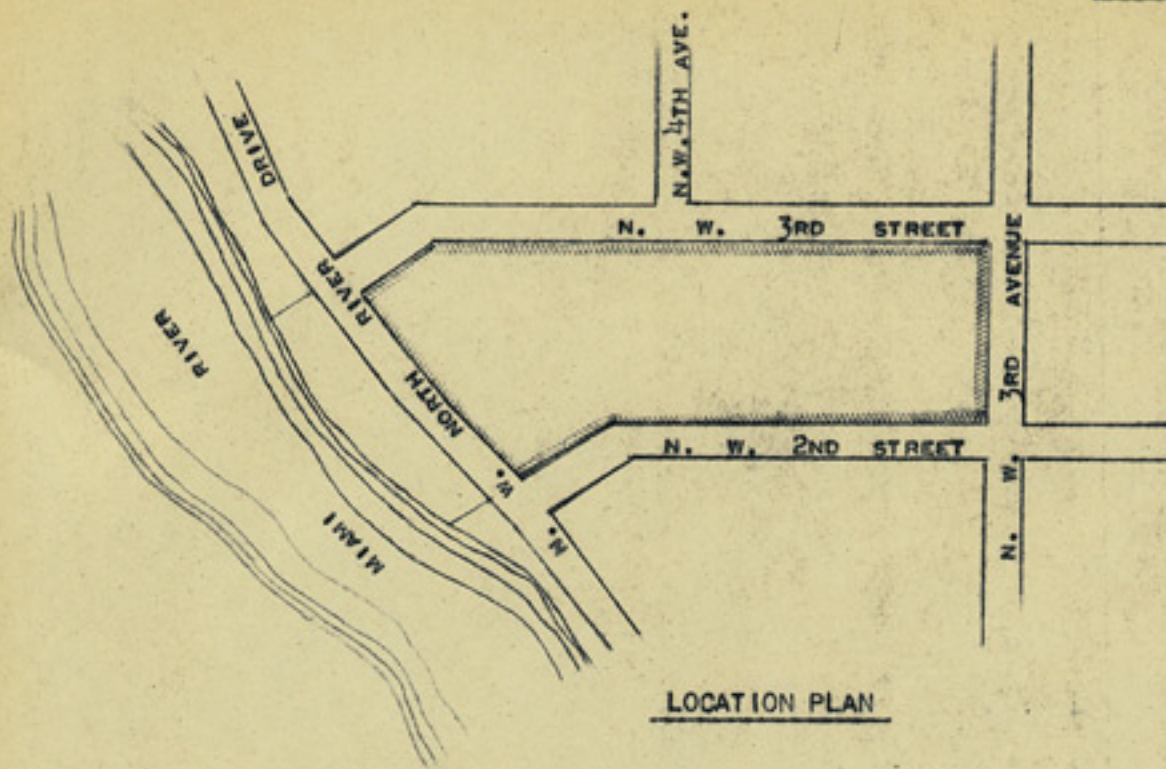 N.W. 4TH AVE.
N. W. 3RD STREET
N. W. 3RD AVENUE
N. W. 2ND STREET
N. W. NORTH RIVER DRIVE
MIAMI RIVER
LOCATION PLAN